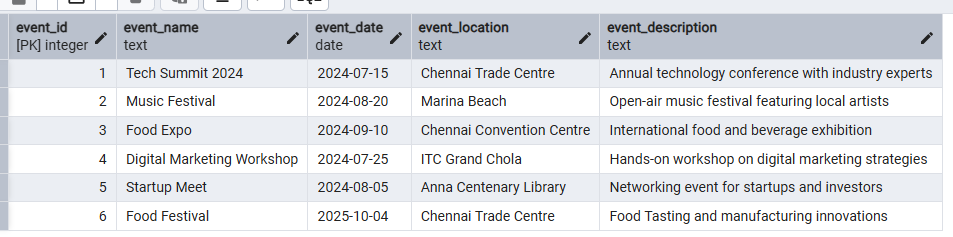 event_id event_name event_date event_location event_description
[PK] integer text date text text
1 Tech Summit 2024 2024-07-15 Chennai Trade Centre Annual technology conference with industry experts
2 Music Festival 2024-08-20 Marina Beach Open-air music festival featuring local artists
3 Food Expo 2024-09-10 Chennai Convention Centre International food and beverage exhibition
4 Digital Marketing Workshop 2024-07-25 ITC Grand Chola Hands-on workshop on digital marketing strategies
5 Startup Meet 2024-08-05 Anna Centenary Library Networking event for startups and investors
6 Food Festival 2025-10-04 Chennai Trade Centre Food Tasting and manufacturing innovations